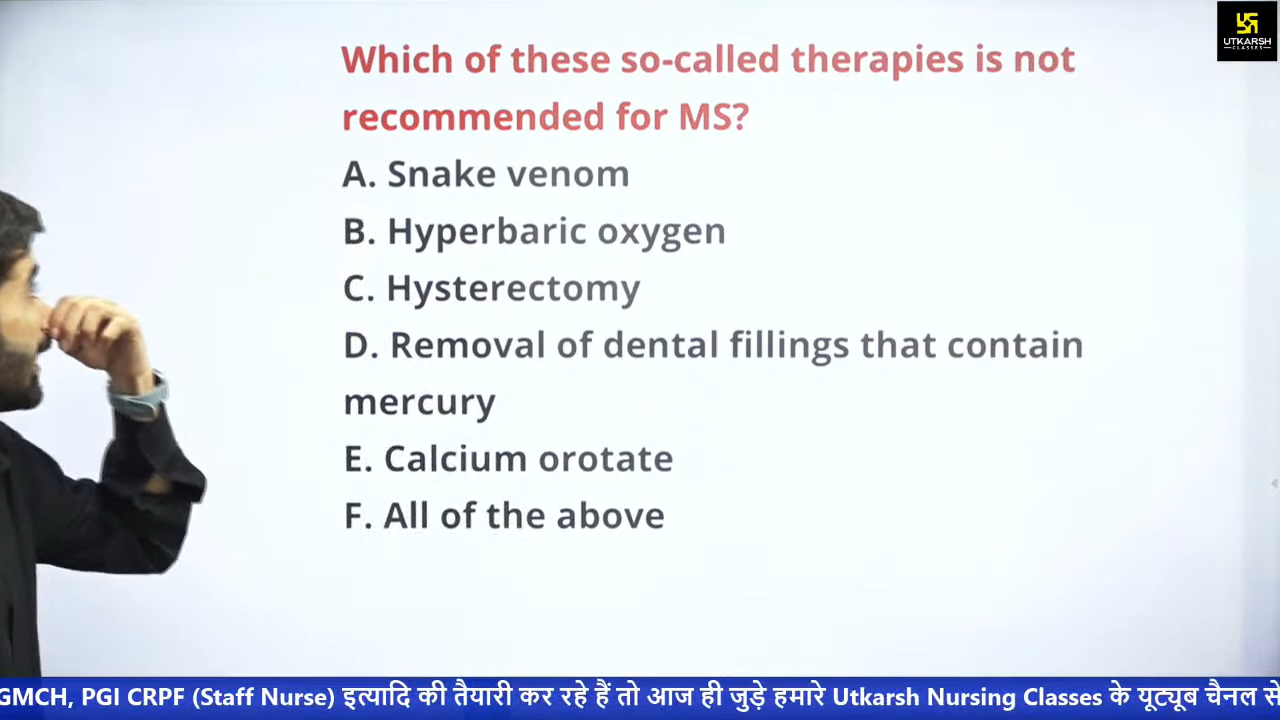 UTKARSH
CLASSES
Which of these so-called therapies is not
recommended for MS?
A. Snake venom
B. Hyperbaric oxygen
C. Hysterectomy
D. Removal of dental fillings that contain
mercury
E. Calcium orotate
F. All of the above
GMCH, PGI CRPF (Staff Nurse) इत्यादि की तैयारी कर रहे हैं तो आज ही जुड़े हमारे Utkarsh Nursing Classes के यूट्यूब चैनल से